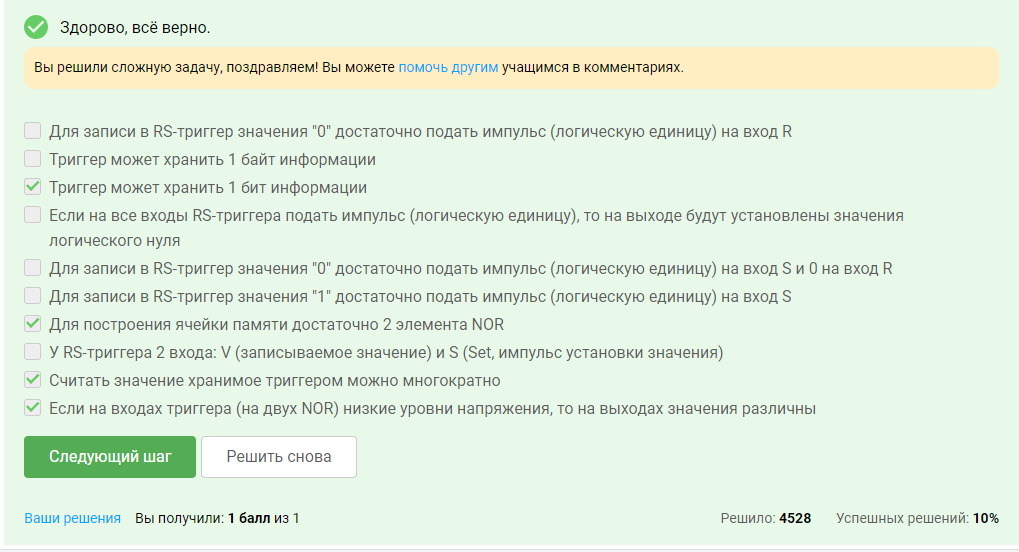 Здорово, всё верно.
Вы решили сложную задачу, поздравляем! Вы можете помочь другим учащимся в комментариях.
Для записи в RS-триггер значения "0" достаточно подать импульс (логическую единицу) на вход R
Триггер может хранить 1 байт информации
Триггер может хранить 1 бит информации
Если на все входы RS-триггера подать импульс (логическую единицу), то на выходе будут установлены значения
логического нуля
Для записи в RS-триггер значения "0" достаточно подать импульс (логическую единицу) на вход S и 0 на вход R
Для записи в RS-триггер значения "1" достаточно подать импульс (логическую единицу) на вход S
Для построения ячейки памяти достаточно 2 элемента NOR
У RS-триггера 2 входа: V (записываемое значение) и S (Set, импульс установки значения)
Считать значение хранимое триггером можно многократно
Если на входах триггера (на двух NOR) низкие уровни напряжения, то на выходах значения различны
Следующий шаг Решить снова
Ваши решения Вы получили: 1 балл из 1 Решило: 4528 Успешных решений: 10%